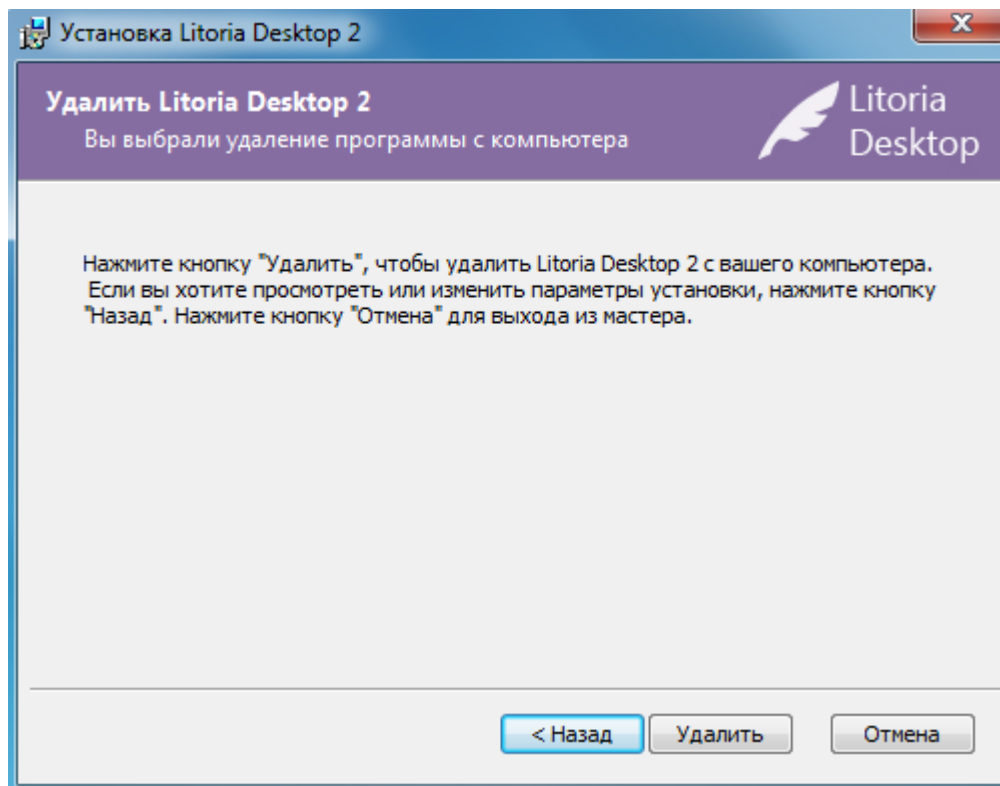 Установка Litoria Desktop 2
Удалить Litoria Desktop 2
Вы выбрали удаление программы с компьютера
Litoria
Desktop
Нажмите кнопку "Удалить", чтобы удалить Litoria Desktop 2 с вашего компьютера.
Если вы хотите просмотреть или изменить параметры установки, нажмите кнопку
"Назад". Нажмите кнопку "Отмена" для выхода из мастера.
< Назад
Удалить
Отмена